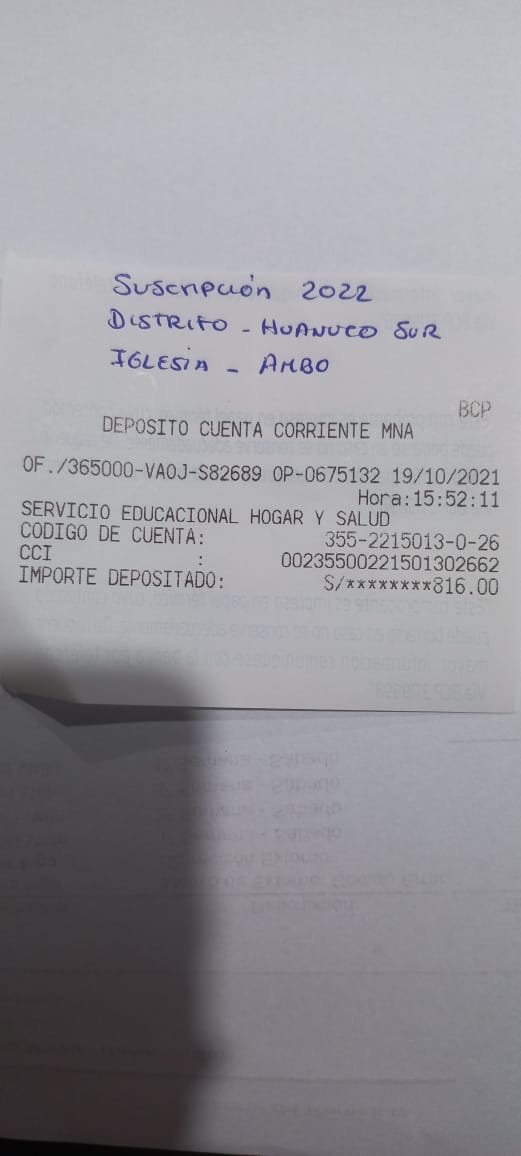 Suscripción 2022
DISTRITO - HUANUCO SUR
IGLESIA - AMBO
BCP
DEPOSITO CUENTA CORRIENTE MNA
OF./365000-VAOJ-S82689 OP-0675132 19/10/2021
Hora:15:52:11
SERVICIO EDUCACIONAL HOGAR Y SALUD
CODIGO DE CUENTA: 355-2215013-0-26
CCI : 00235500221501302662
IMPORTE DEPOSITADO: S/********816.00